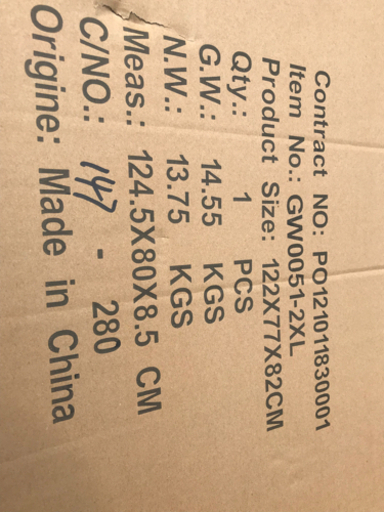 Contract NO: PO121011830001
Item No.: GW0051-2XL
Product Size: 122X77X82CM
Qty.: 1 PCS
G.W.: 14.55 KGS
N.W.: 13.75 KGS
Meas.: 124.5X80X8.5 CM
C/NO.: 147 - 280
Origine: Made in China